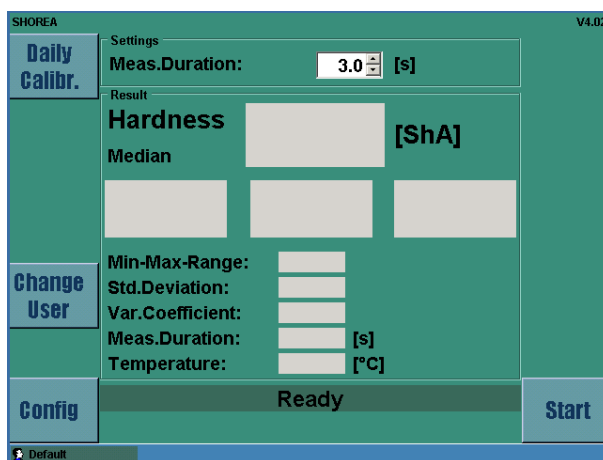 SHOREA V4.02
Daily
Calibr.
Settings
Meas.Duration: 3.0 [s]
Result
Hardness [ShA]
Median
Min-Max-Range:
Change
User
Std.Deviation:
Var.Coefficient:
Meas.Duration: [s]
Temperature: [°C]
Config
Ready
Start
Default